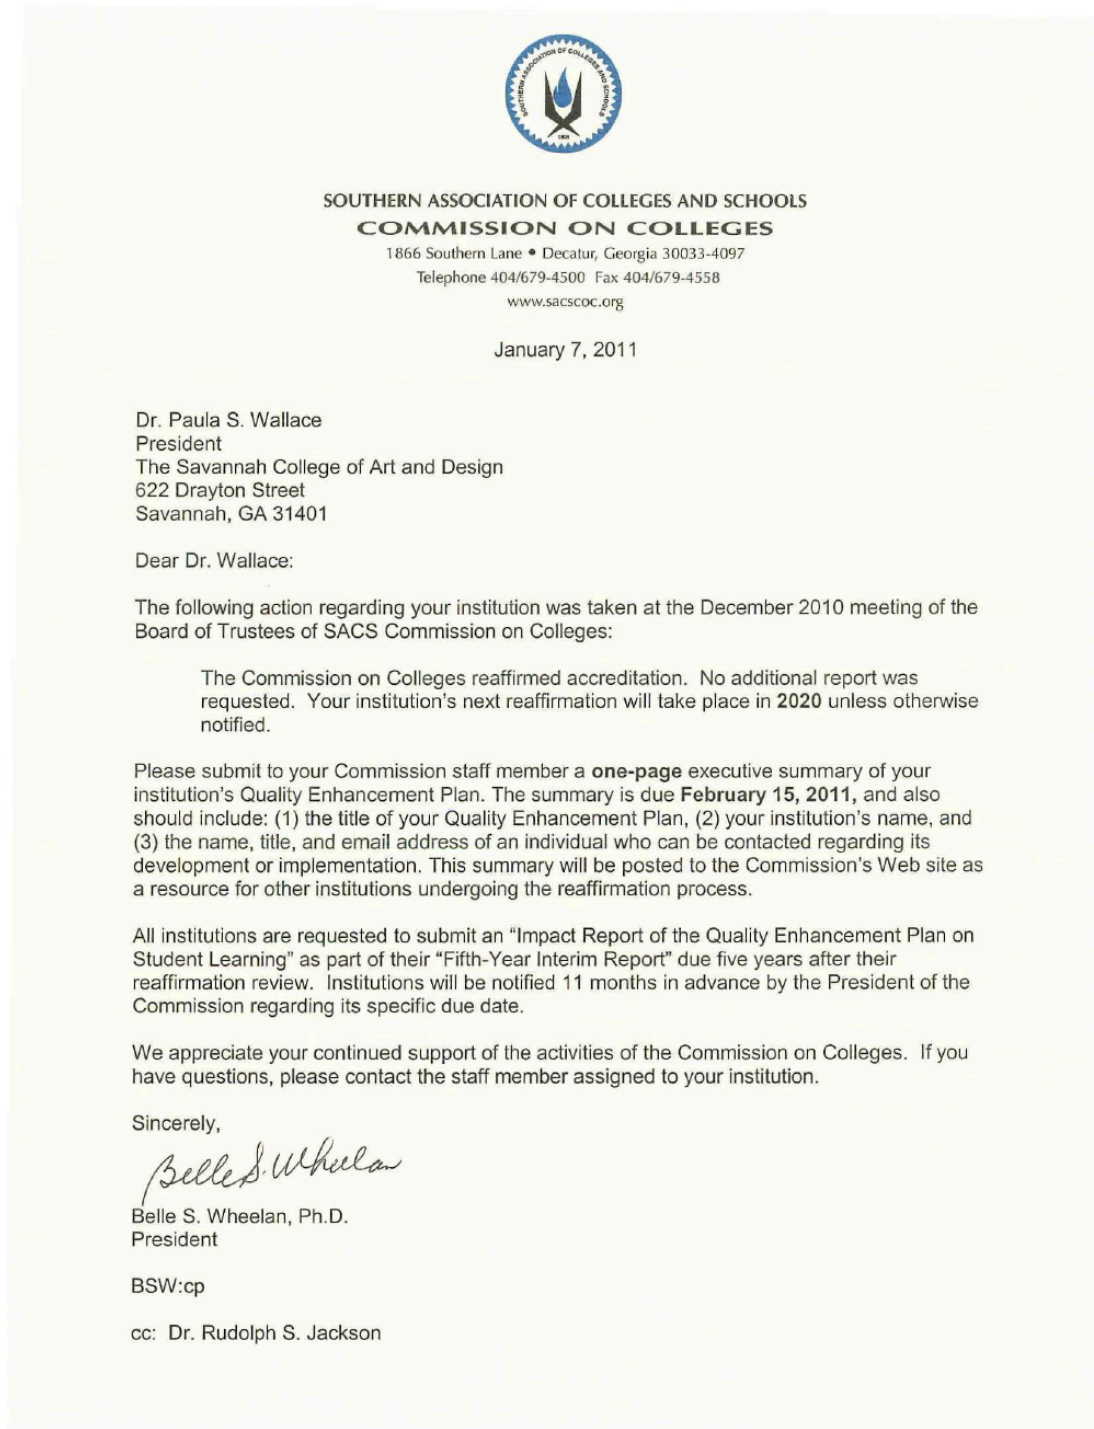 SOUTHERN ASSOCIATION OF COLLEGES AND SCHOOLS
1895
SOUTHERN ASSOCIATION OF COLLEGES AND SCHOOLS
COMMISSION ON COLLEGES
1866 Southern Lane • Decatur, Georgia 30033-4097
Telephone 404/679-4500 Fax 404/679-4558
www.sacscoc.org
January 7, 2011
Dr. Paula S. Wallace
President
The Savannah College of Art and Design
622 Drayton Street
Savannah, GA 31401
Dear Dr. Wallace:
The following action regarding your institution was taken at the December 2010 meeting of the
Board of Trustees of SACS Commission on Colleges:
The Commission on Colleges reaffirmed accreditation. No additional report was
requested. Your institution's next reaffirmation will take place in 2020 unless otherwise
notified.
Please submit to your Commission staff member a one-page executive summary of your
institution's Quality Enhancement Plan. The summary is due February 15, 2011, and also
should include: (1) the title of your Quality Enhancement Plan, (2) your institution's name, and
(3) the name, title, and email address of an individual who can be contacted regarding its
development or implementation. This summary will be posted to the Commission's Web site as
a resource for other institutions undergoing the reaffirmation process.
All institutions are requested to submit an “Impact Report of the Quality Enhancement Plan on
Student Learning” as part of their “Fifth-Year Interim Report” due five years after their
reaffirmation review. Institutions will be notified 11 months in advance by the President of the
Commission regarding its specific due date.
We appreciate your continued support of the activities of the Commission on Colleges. If you
have questions, please contact the staff member assigned to your institution.
Sincerely,
Belle S. Wheelan
Belle S. Wheelan, Ph.D.
President
BSW:cp
cc: Dr. Rudolph S. Jackson